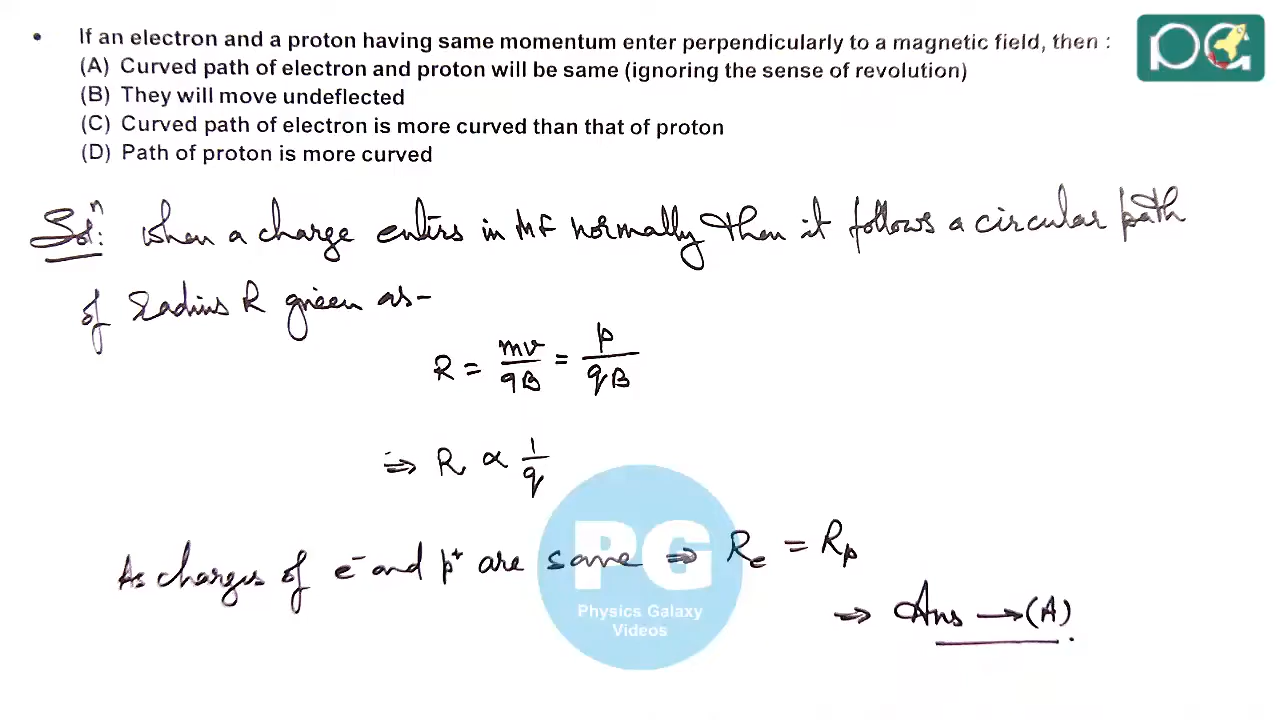 • If an electron and a proton having same momentum enter perpendicularly to a magnetic field, then :
(A) Curved path of electron and proton will be same (ignoring the sense of revolution)
(B) They will move undeflected
(C) Curved path of electron is more curved than that of proton
(D) Path of proton is more curved
Solⁿ: when a charge enters in MF normally then it follows a circular path
of radius R given as–
R = mv/qB = p/qB
⇒ R ∝ 1/q
As charges of e⁻ and p⁺ are same ⇒ Re = Rp
⇒ Ans → (A).
PG
Physics Galaxy
Videos